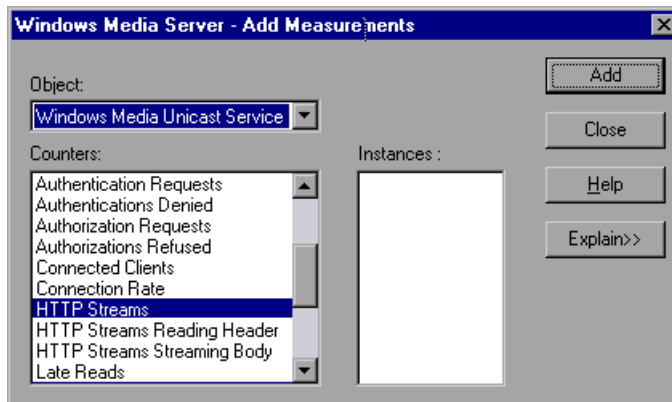 Windows Media Server - Add Measurements
Object:
Windows Media Unicast Service
Counters:
Authentication Requests
Authentications Denied
Authorization Requests
Authorizations Refused
Connected Clients
Connection Rate
HTTP Streams
HTTP Streams Reading Header
HTTP Streams Streaming Body
Late Reads
Instances :
Add
Close
Help
Explain>>